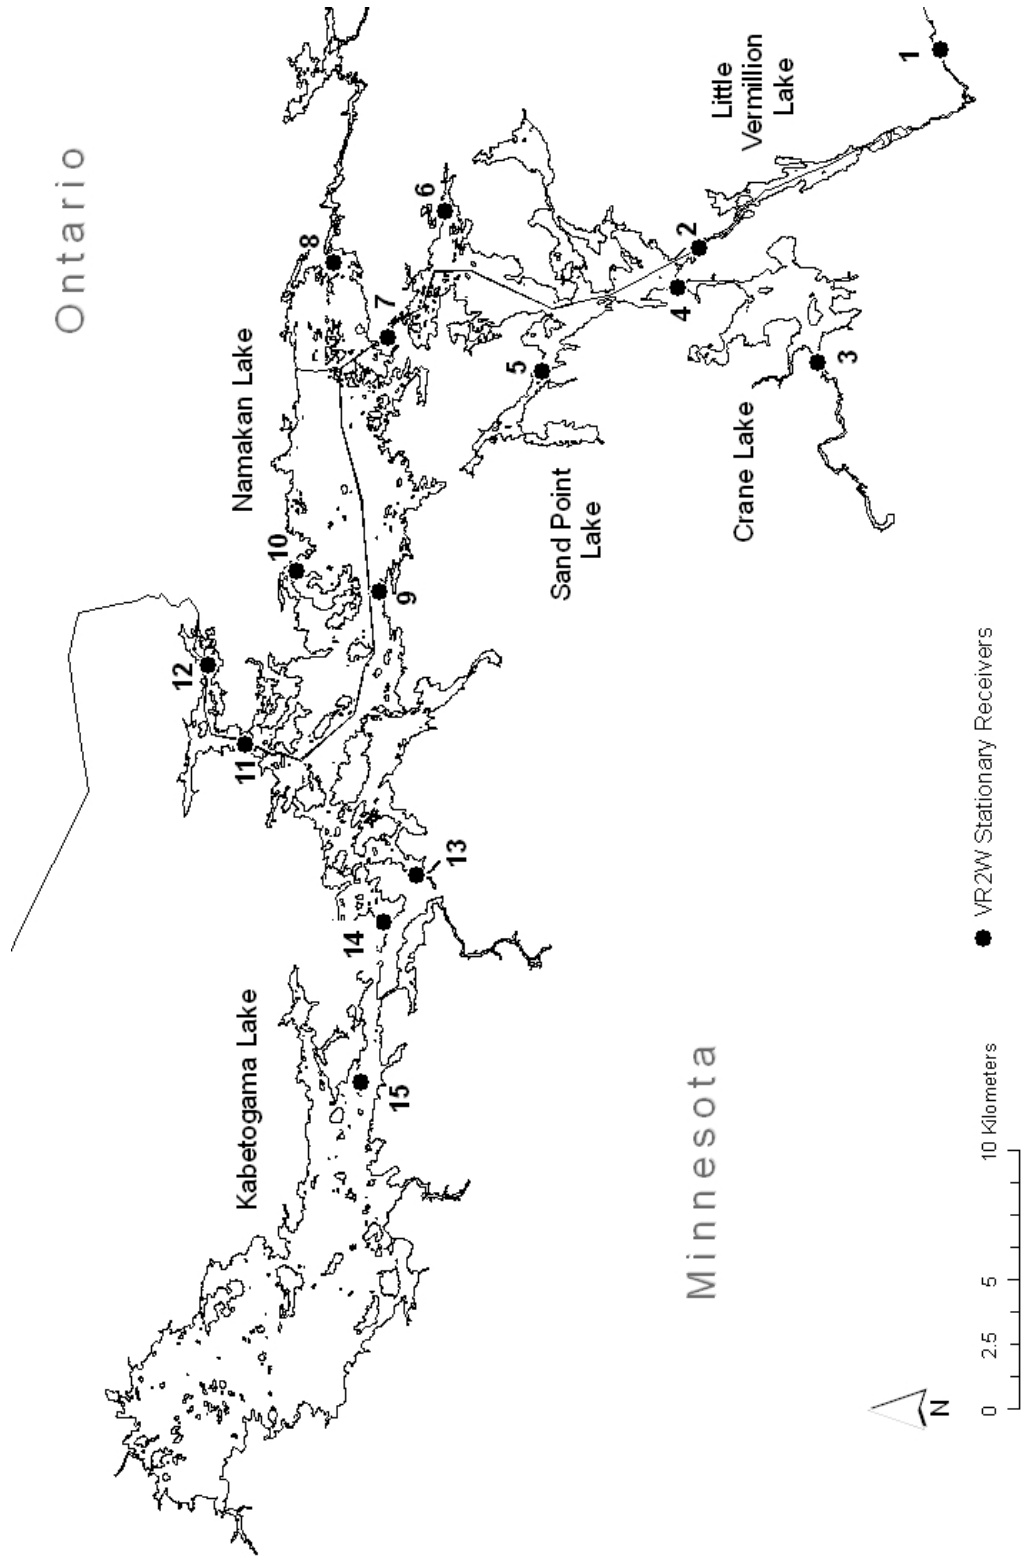 Ontario
Namakan Lake
Little
Vermillion
Lake
Sand Point
Lake
Crane Lake
Kabetogama Lake
Minnesota
1
2
3
4
5
6
7
8
9
10
11
12
13
14
15
VR2W Stationary Receivers
N
0 2.5 5 10 Kilometers